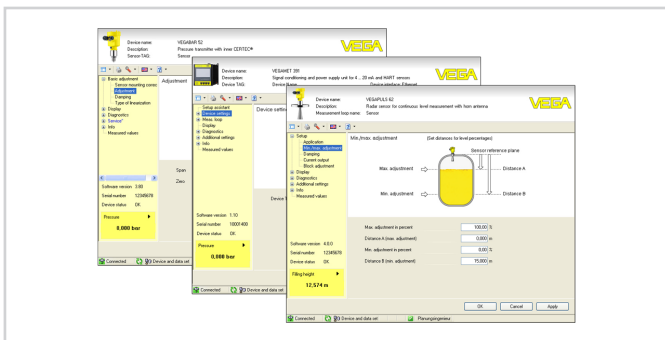 Device name: VEGABAR 52
Description: Pressure transmitter with inner CERTEC®
Sensor TAG: Sensor
VEGA
Basic adjustment
Sensor mounting correc
Adjustment
Damping
Type of linearization
Display
Diagnostics
Service
Info
Measured values
Adjustment
Span
Zero
Software version 3.80
Serial number 12345678
Device status OK
Pressure
0,000 bar
Connected
Device and data set
Device name: VEGAMET 391
Description: Signal conditioning and power supply unit for 4 ... 20 mA and HART sensors
Device TAG: Device Name
Device interface: Ethernet
VEGA
Setup assistant
Device settings
Meas. loop
Display
Diagnostics
Additional settings
Info
Measured values
Device settin
Device T
Software version 1.10
Serial number 10001400
Device status OK
Pressure
0,000 bar
Connected
Device and data set
Device name: VEGAPULS 62
Description: Radar sensor for continuous level measurement with horn antenna
Measurement loop name: Sensor
VEGA
Setup
Application
Min./max. adjustment
Damping
Current output
Block adjustment
Display
Diagnostics
Additional settings
Info
Measured values
Min./max. adjustment
(Set distances for level percentages)
Sensor reference plane
Max. adjustment
Distance A
Min. adjustment
Distance B
Max. adjustment in percent 100,00 %
Distance A (max. adjustment) 0,000 m
Min. adjustment in percent 0,00 %
Distance B (min. adjustment) 15,000 m
Software version 4.0.0
Serial number 12345678
Device status OK
Filling height
12,574 m
OK Cancel Apply
Connected
Device and data set
Planungsingenieur